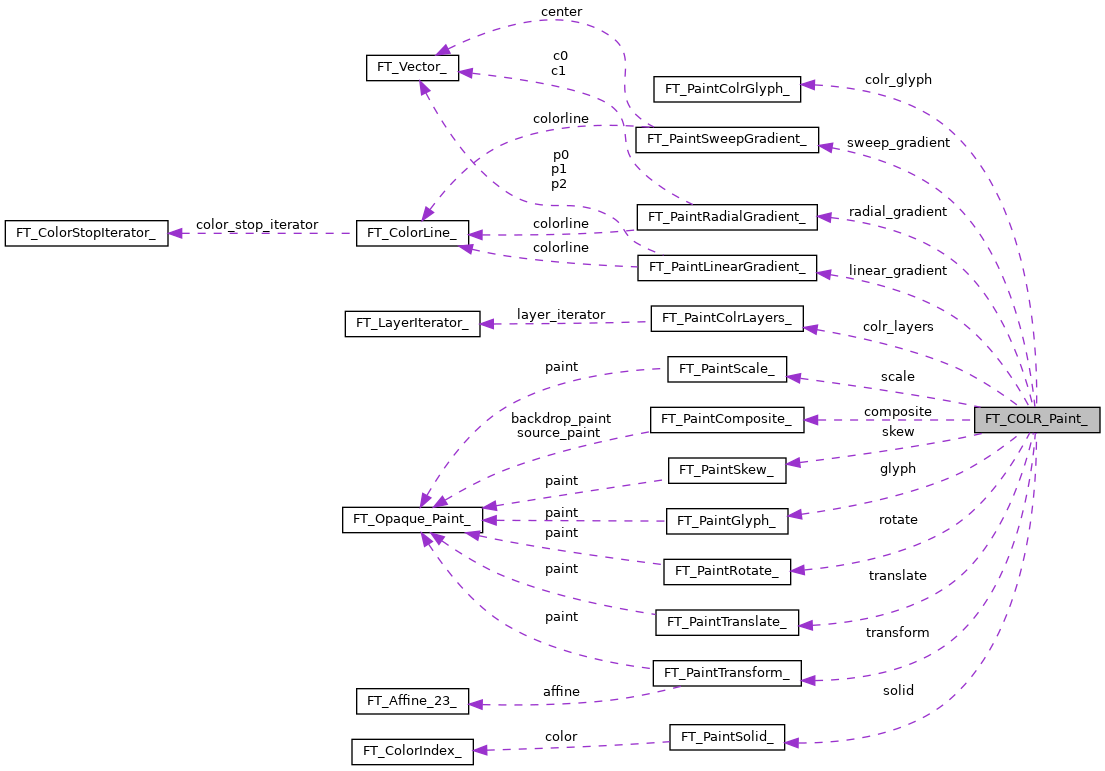 center
FT_Vector_
c0
c1
colr_glyph
FT_PaintColrGlyph_
colorline
FT_PaintSweepGradient_
sweep_gradient
p0
p1
p2
radial_gradient
FT_PaintRadialGradient_
FT_ColorStopIterator_
color_stop_iterator
FT_ColorLine_
colorline
colorline
FT_PaintLinearGradient_
linear_gradient
FT_LayerIterator_
layer_iterator
FT_PaintColrLayers_
colr_layers
paint
FT_PaintScale_
scale
backdrop_paint
source_paint
FT_PaintComposite_
composite
FT_COLR_Paint_
skew
FT_PaintSkew_
paint
glyph
FT_Opaque_Paint_
paint
FT_PaintGlyph_
rotate
paint
FT_PaintRotate_
paint
translate
FT_PaintTranslate_
paint
transform
FT_PaintTransform_
FT_Affine_23_
affine
solid
FT_ColorIndex_
color
FT_PaintSolid_